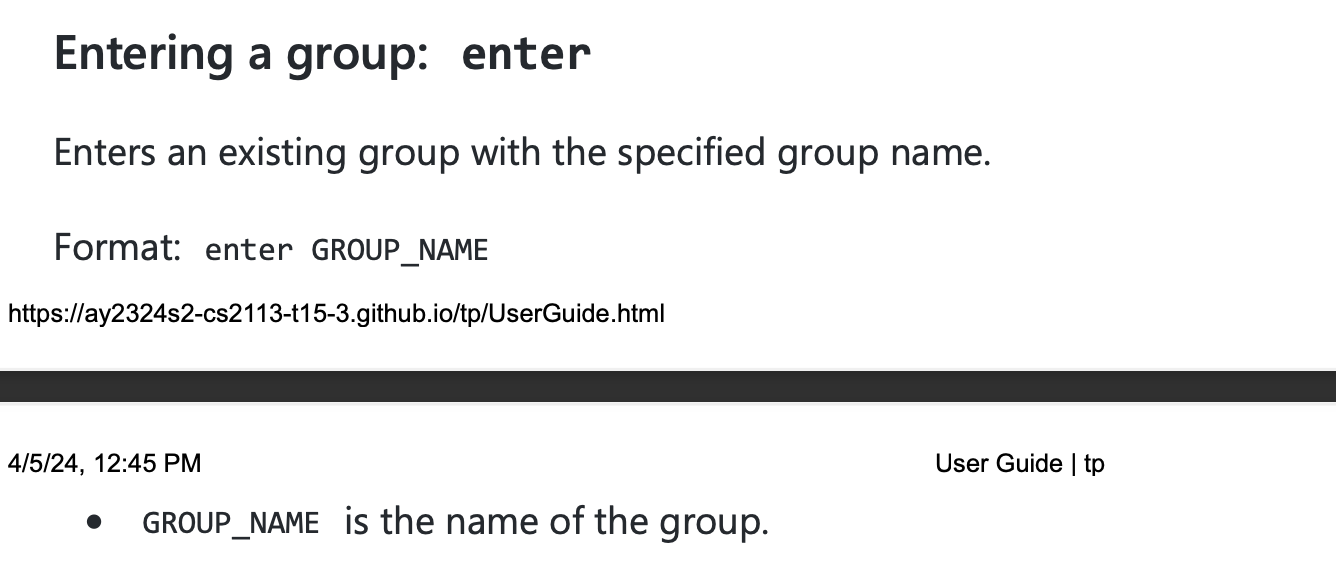 Entering a group: enter
Enters an existing group with the specified group name.
Format: enter GROUP_NAME
https://ay2324s2-cs2113-t15-3.github.io/tp/UserGuide.html
4/5/24, 12:45 PM User Guide | tp
• GROUP_NAME is the name of the group.